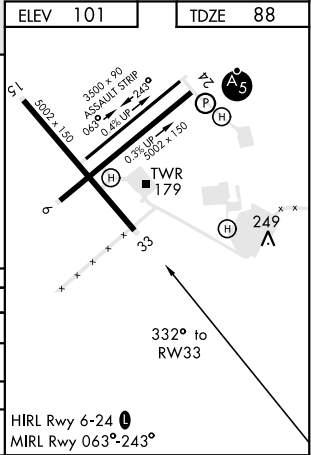 ELEV 101
TDZE 88
3500 x 90
ASSAULT STRIP
063° 243°
0.4% UP
24
A5
P
H
15
5002 x 150
0.3% UP
5002 x 150
H
TWR
179
6
H
249
x x
33
x x x x x
332° to
RW33
HIRL Rwy 6-24 L
MIRL Rwy 063°-243°